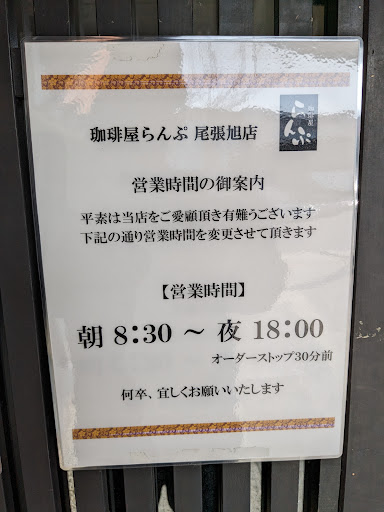 珈琲屋らんぷ 尾張旭店
珈琲屋
らんぷ
営業時間の御案内
平素は当店をご愛顧頂き有難うございます
下記の通り営業時間を変更させて頂きます
【営業時間】
朝 8:30 〜 夜 18:00
オーダーストップ30分前
何卒、宜しくお願いいたします